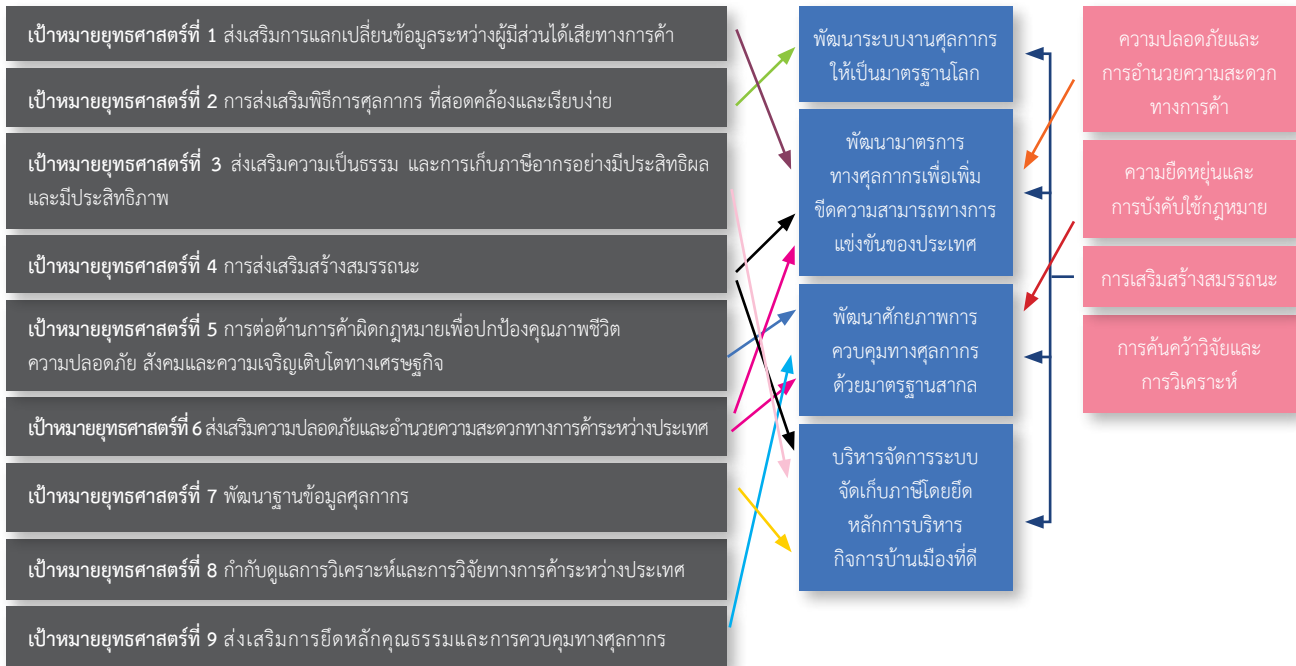 เป้าหมายยุทธศาสตร์ที่ 1 ส่งเสริมการแลกเปลี่ยนข้อมูลระหว่างผู้มีส่วนได้เสียทางการค้า
เป้าหมายยุทธศาสตร์ที่ 2 การส่งเสริมพิธีการศุลกากร ที่สอดคล้องและเรียบง่าย
เป้าหมายยุทธศาสตร์ที่ 3 ส่งเสริมความเป็นธรรม และการเก็บภาษีอากรอย่างมีประสิทธิผล
และมีประสิทธิภาพ
เป้าหมายยุทธศาสตร์ที่ 4 การส่งเสริมสร้างสมรรถนะ
เป้าหมายยุทธศาสตร์ที่ 5 การต่อต้านการค้าผิดกฎหมายเพื่อปกป้องคุณภาพชีวิต
ความปลอดภัย สังคมและความเจริญเติบโตทางเศรษฐกิจ
เป้าหมายยุทธศาสตร์ที่ 6 ส่งเสริมความปลอดภัยและอำนวยความสะดวกทางการค้าระหว่างประเทศ
เป้าหมายยุทธศาสตร์ที่ 7 พัฒนาฐานข้อมูลศุลกากร
เป้าหมายยุทธศาสตร์ที่ 8 กำกับดูแลการวิเคราะห์และการวิจัยทางการค้าระหว่างประเทศ
เป้าหมายยุทธศาสตร์ที่ 9 ส่งเสริมการยึดหลักคุณธรรมและการควบคุมทางศุลกากร
พัฒนาระบบงานศุลกากร
ให้เป็นมาตรฐานโลก
พัฒนามาตรการ
ทางศุลกากรเพื่อเพิ่ม
ขีดความสามารถทางการ
แข่งขันของประเทศ
พัฒนาศักยภาพการ
ควบคุมทางศุลกากร
ด้วยมาตรฐานสากล
บริหารจัดการระบบ
จัดเก็บภาษีโดยยึด
หลักการบริหาร
กิจการบ้านเมืองที่ดี
ความปลอดภัยและ
การอำนวยความสะดวก
ทางการค้า
ความยืดหยุ่นและ
การบังคับใช้กฎหมาย
การเสริมสร้างสมรรถนะ
การค้นคว้าวิจัยและ
การวิเคราะห์